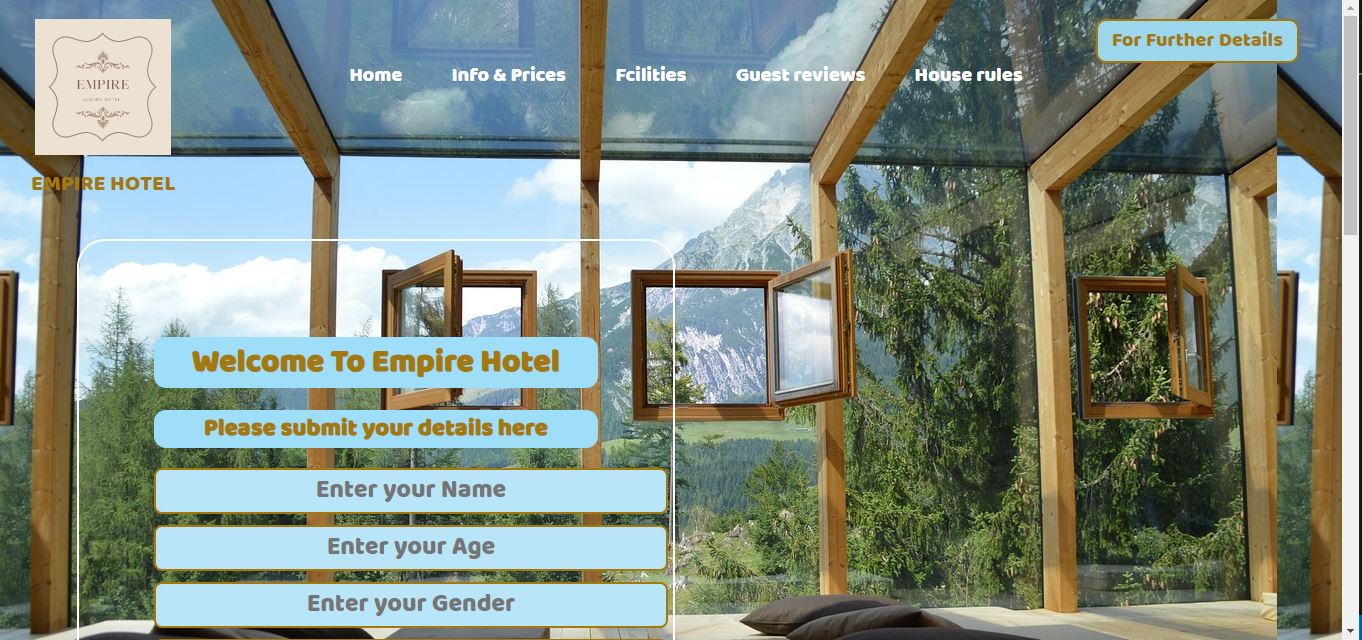 For Further Details
EMPIRE
LUXURY HOTEL
Home Info & Prices Fcilities Guest reviews House rules
EMPIRE HOTEL
Welcome To Empire Hotel
Please submit your details here
Enter your Name
Enter your Age
Enter your Gender